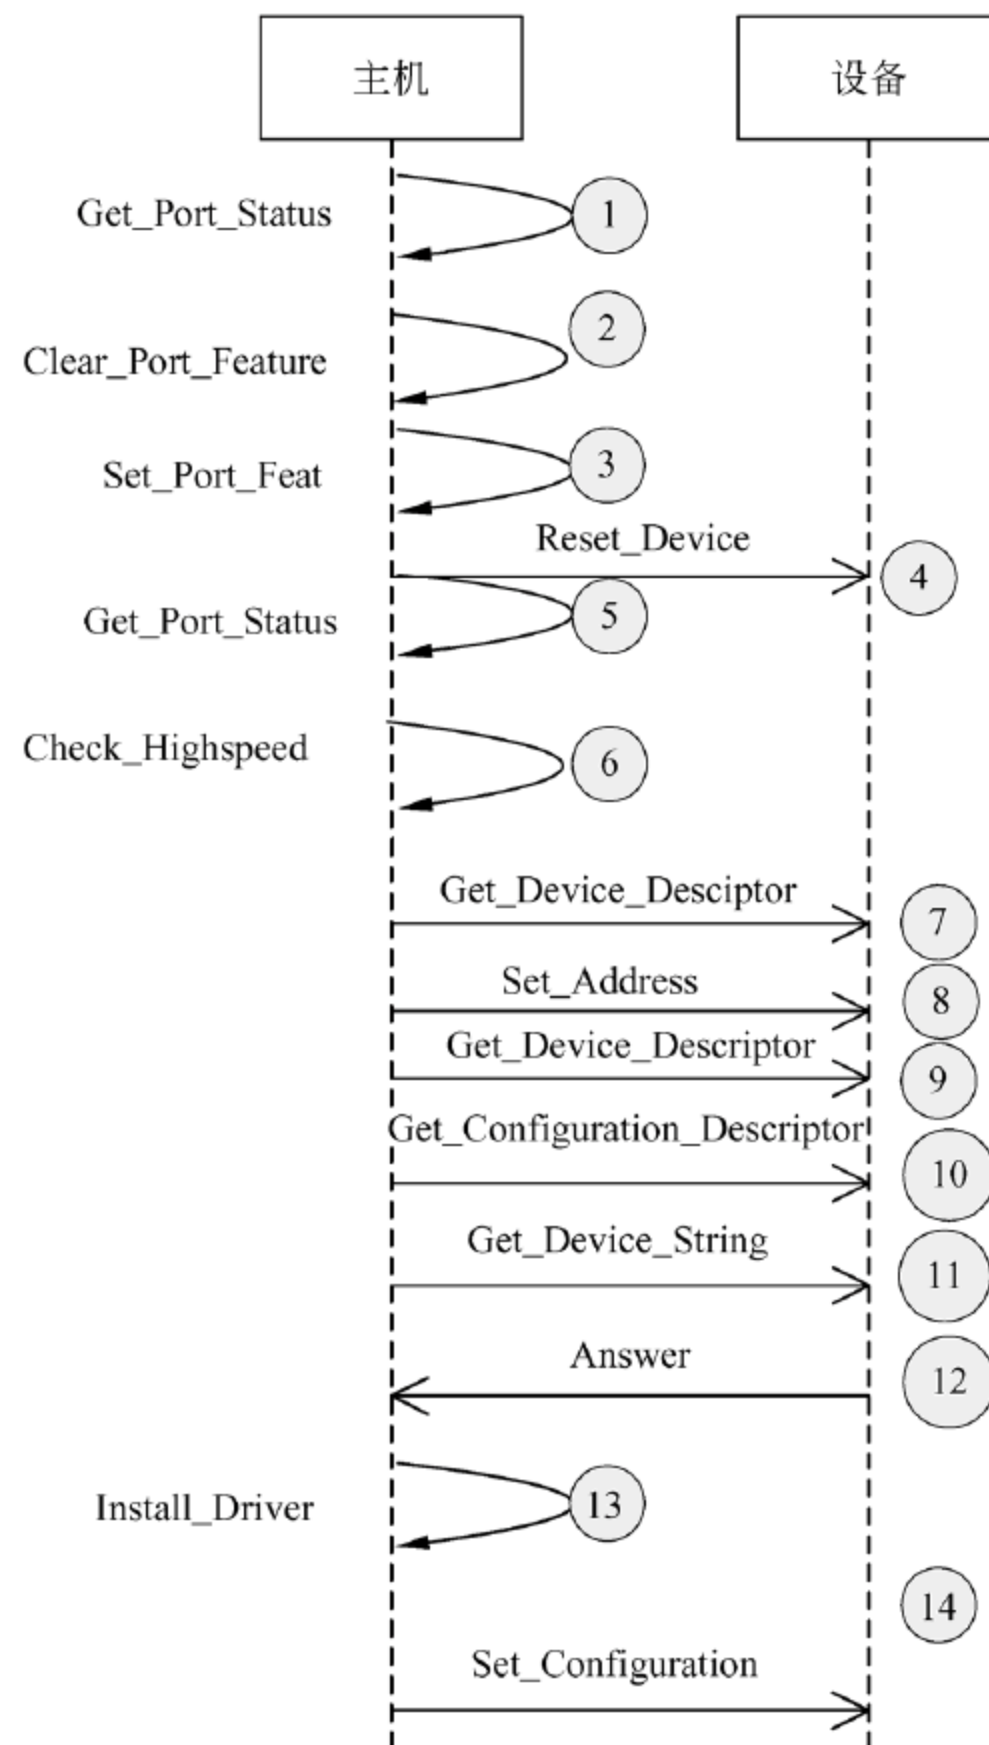 主机
设备
Get_Port_Status
1
2
Clear_Port_Feature
3
Set_Port_Feat
Reset_Device
4
Get_Port_Status
5
Check_Highspeed
6
Get_Device_Desciptor
7
Set_Address
8
Get_Device_Descriptor
9
Get_Configuration_Descriptor
10
Get_Device_String
11
Answer
12
Install_Driver
13
14
Set_Configuration